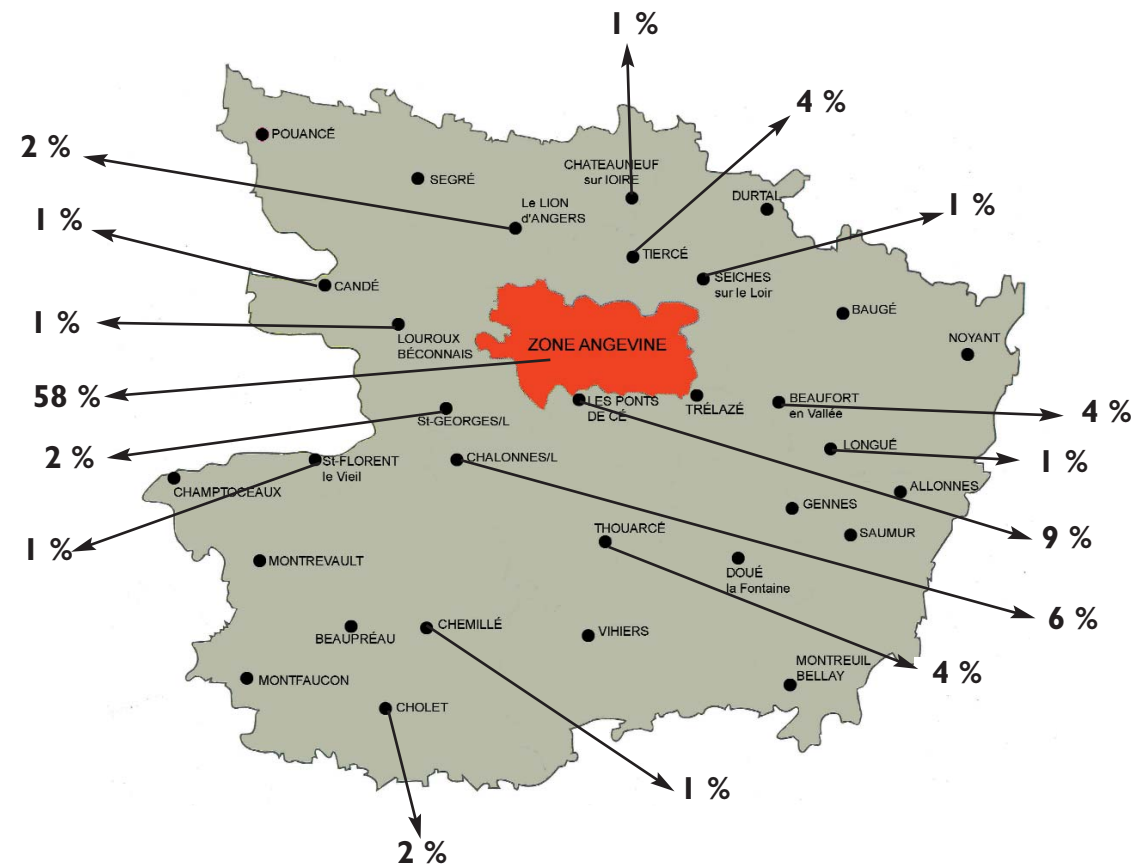 1 %
4 %
POUANCÉ
2 %
SEGRÉ
CHATEAUNEUF
sur lOIRE
DURTAL
Le LION
d'ANGERS
1 %
1 %
TIERCÉ
SEICHES
sur le Loir
CANDÉ
BAUGÉ
1 %
LOUROUX
BÉCONNAIS
ZONE ANGEVINE
NOYANT
58 %
LES PONTS
DE CÉ
TRÉLAZÉ
BEAUFORT
en Vallée
4 %
St-GEORGES/L
2 %
St-FLORENT
le Vieil
CHALONNES/L
LONGUÉ
1 %
CHAMPTOCEAUX
ALLONNES
GENNES
THOUARCÉ
SAUMUR
9 %
1 %
MONTREVAULT
DOUÉ
la Fontaine
6 %
BEAUPRÉAU
CHEMILLÉ
VIHIERS
MONTREUIL
BELLAY
4 %
MONTFAUCON
CHOLET
1 %
2 %